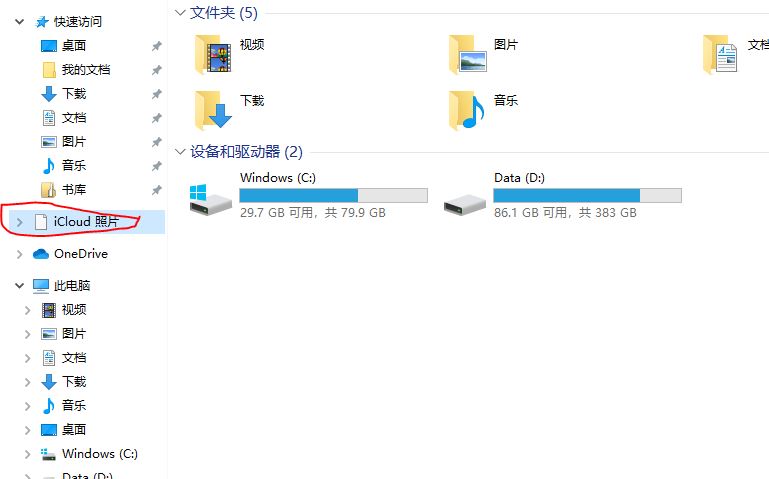 快速访问
桌面
我的文档
下载
文档
图片
音乐
书库
iCloud 照片
OneDrive
此电脑
视频
图片
文档
下载
音乐
桌面
Windows (C:)
Data (D:)
文件夹 (5)
视频
图片
文档
下载
音乐
设备和驱动器 (2)
Windows (C:)
29.7 GB 可用，共 79.9 GB
Data (D:)
86.1 GB 可用，共 383 GB